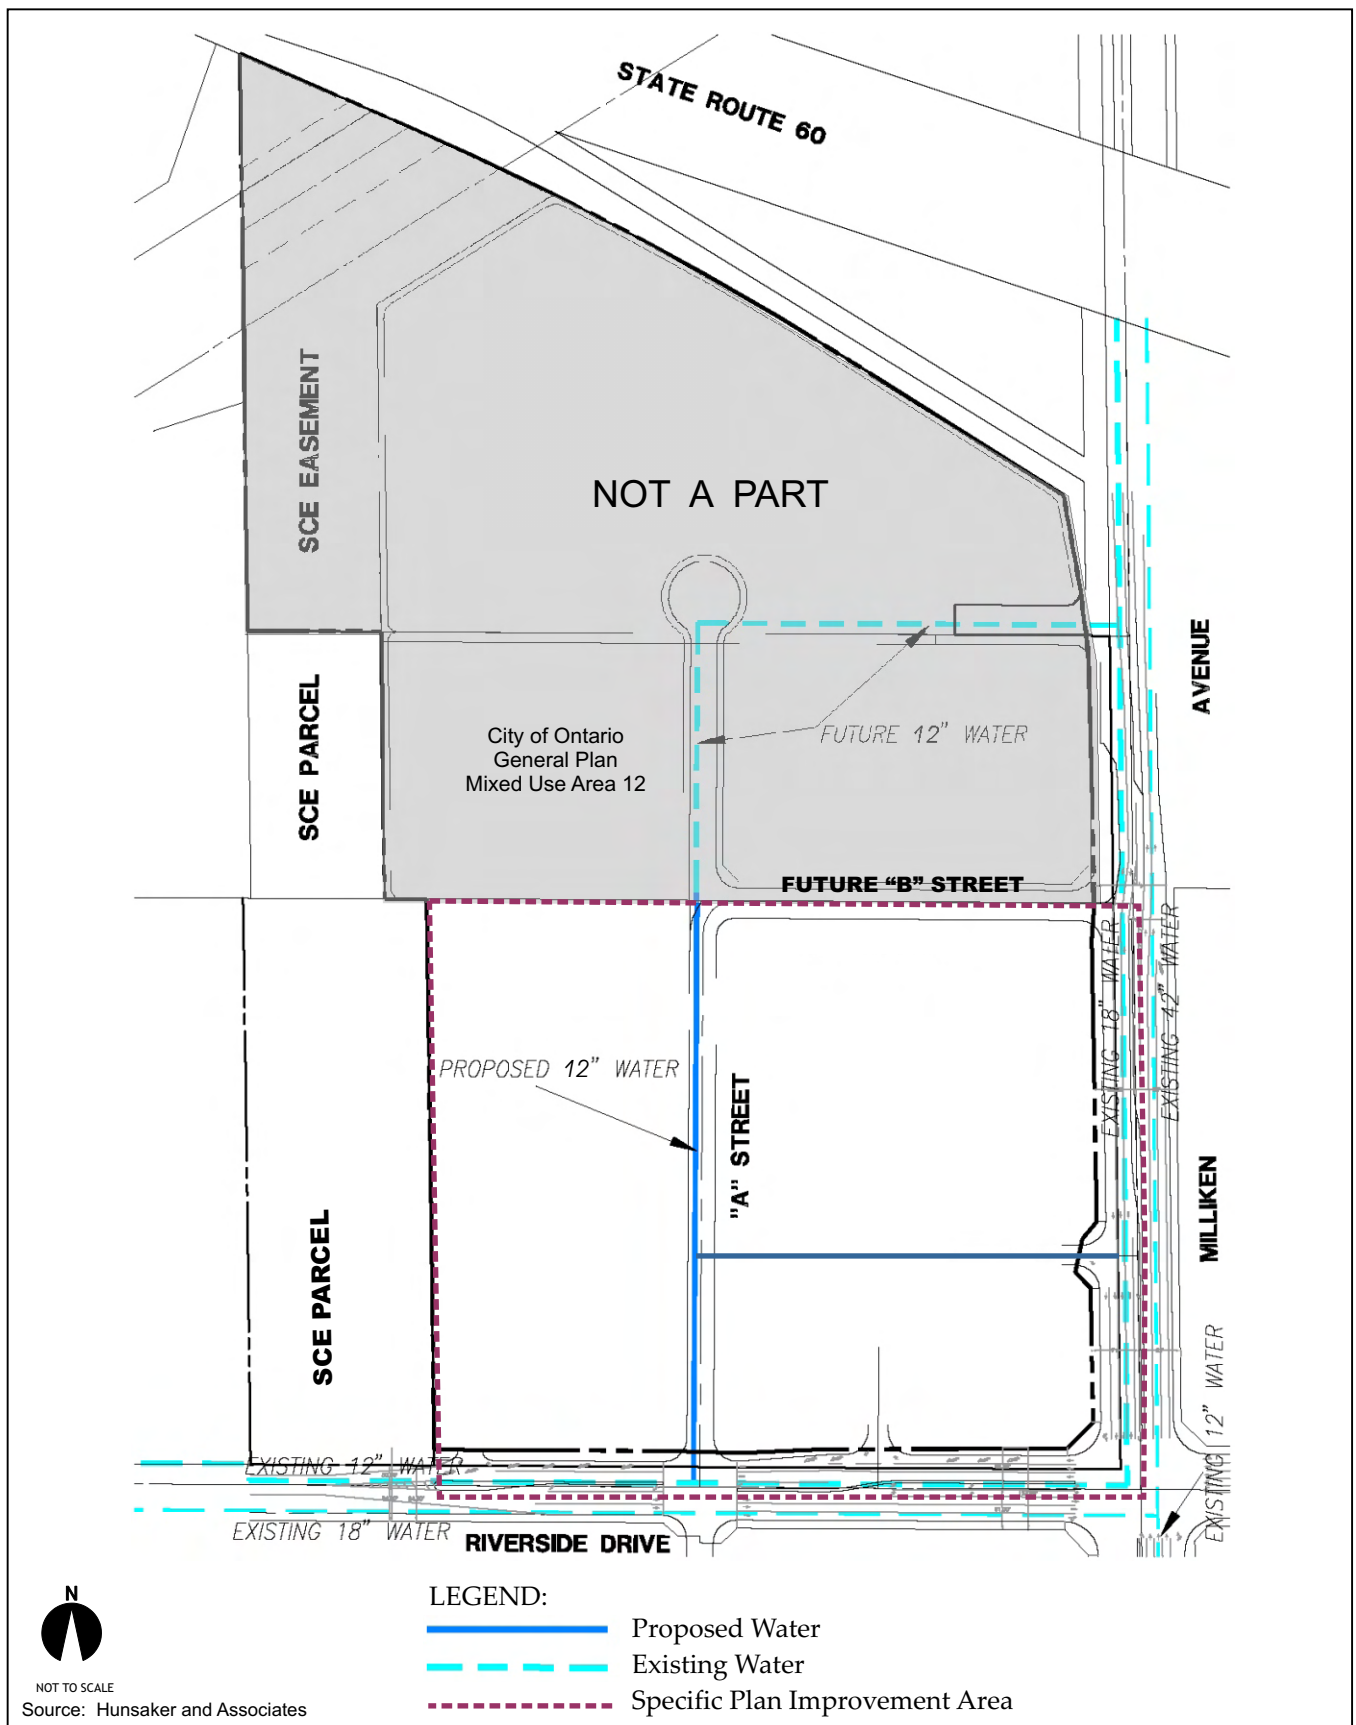 STATE ROUTE 60
SCE EASEMENT
NOT A PART
AVENUE
SCE PARCEL
City of Ontario
General Plan
Mixed Use Area 12
FUTURE 12” WATER
FUTURE “B” STREET
EXISTING 18” WATER
EXISTING 42” WATER
PROPOSED 12” WATER
"A” STREET
MILLIKEN
SCE PARCEL
EXISTING 12” WATER
EXISTING 12” WATER
EXISTING 18” WATER
RIVERSIDE DRIVE
N
NOT TO SCALE
Source: Hunsaker and Associates
LEGEND:
Proposed Water
Existing Water
Specific Plan Improvement Area